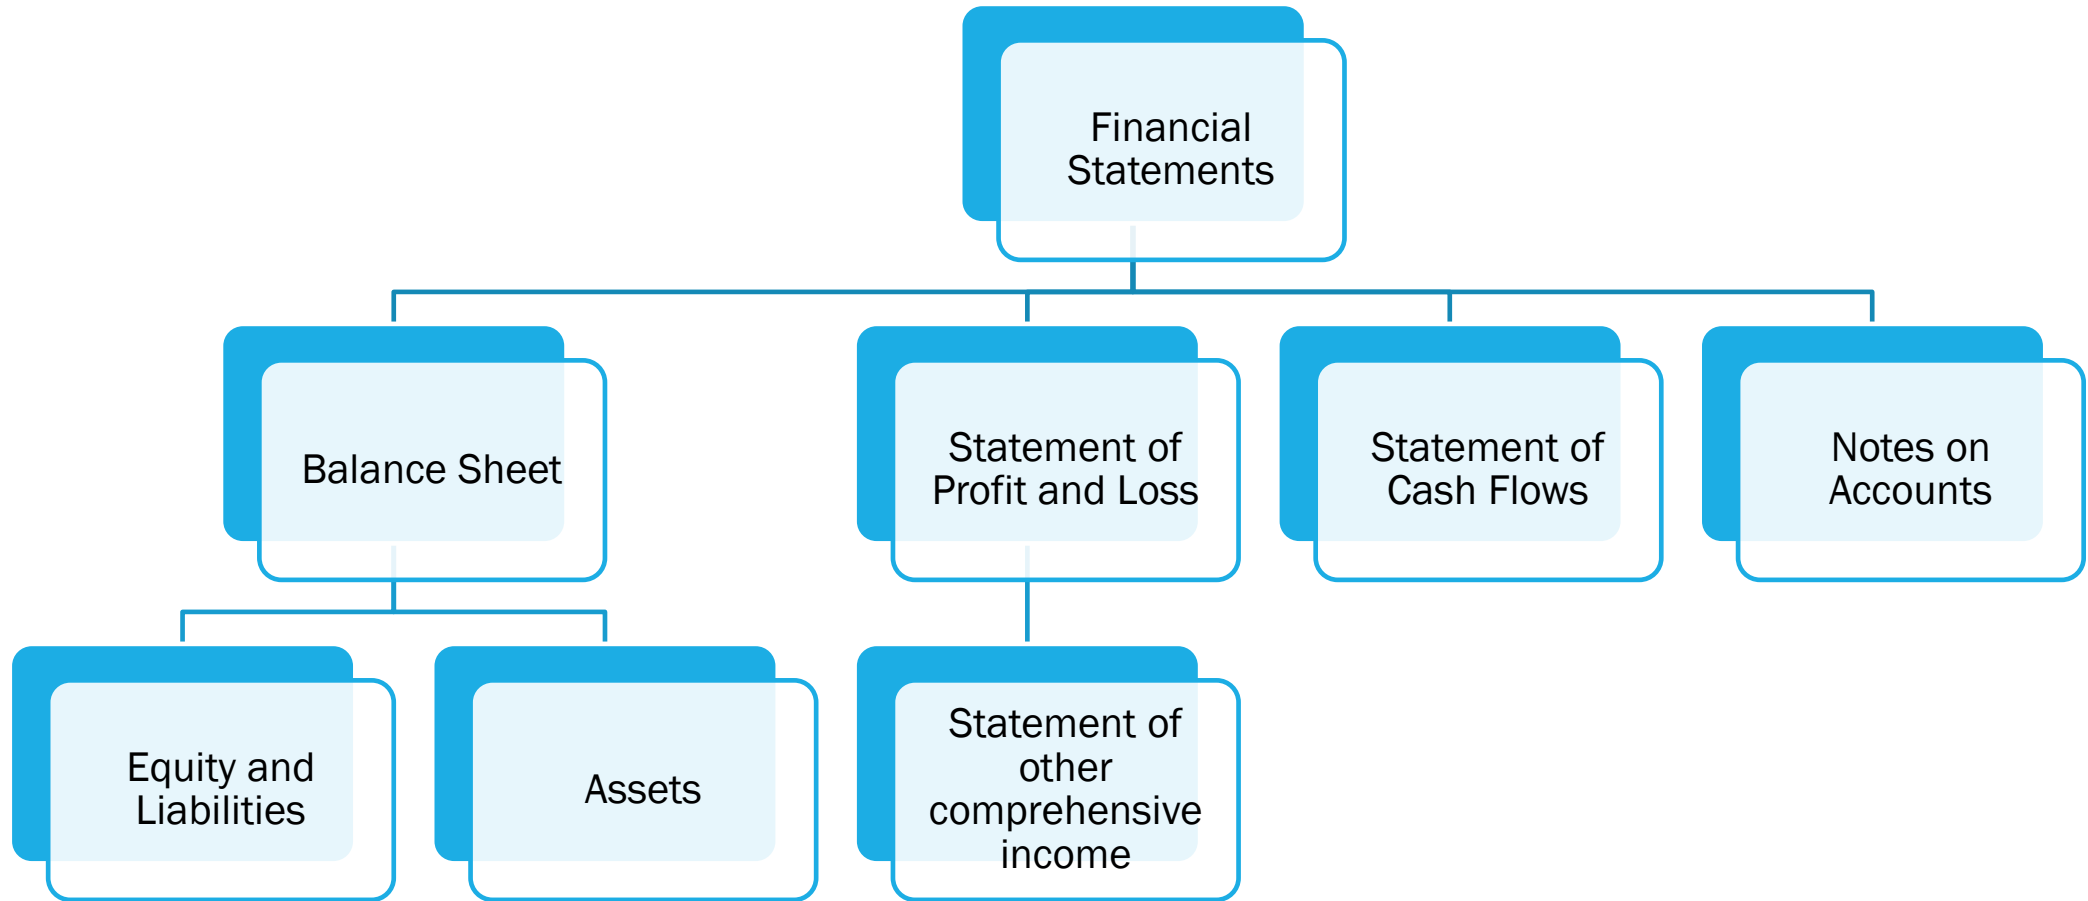 Financial
Statements
Balance Sheet
Statement of
Profit and Loss
Statement of
Cash Flows
Notes on
Accounts
Equity and
Liabilities
Assets
Statement of
other
comprehensive
income